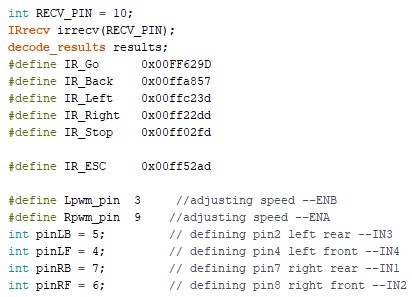 int RECV_PIN = 10;
IRrecv irrecv(RECV_PIN);
decode_results results;
#define IR_Go 0x00FF629D
#define IR_Back 0x00ffa857
#define IR_Left 0x00ffc23d
#define IR_Right 0x00ff22dd
#define IR_Stop 0x00ff02fd
#define IR_ESC 0x00ff52ad
#define Lpwm_pin 3 //adjusting speed --ENB
#define Rpwm_pin 9 //adjusting speed --ENA
int pinLB = 5; // defining pin2 left rear --IN3
int pinLF = 4; // defining pin4 left front --IN4
int pinRB = 7; // defining pin7 right rear --IN1
int pinRF = 6; // defining pin8 right front --IN2